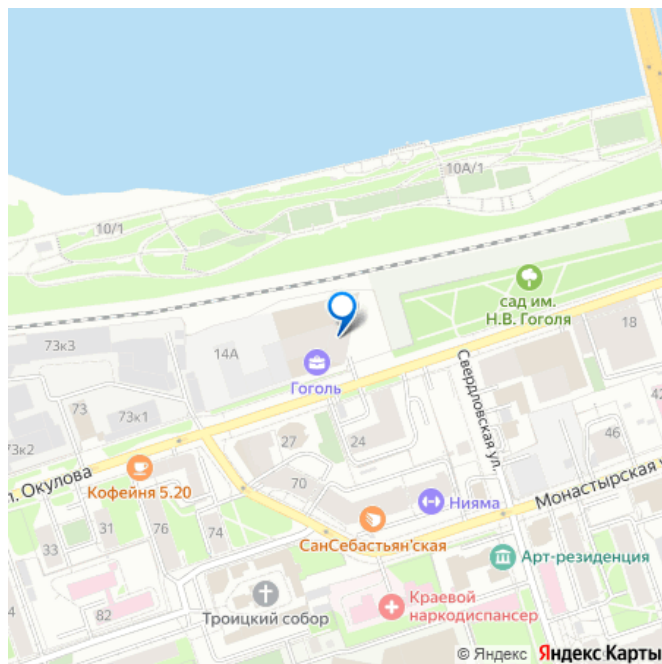 10А/1
10/1
сад им.
Н.В. Гоголя
18
73к3
14А
Гоголь
Свердловская ул.
73
73к1
27
24
42
46
73к2
л. Окулова
Кофейня 5.20
70
Нияма
Монастырская у
31
76
74
СанСебастьян'ская
33
Арт-резиденция
82
Троицкий собор
Краевой
наркодиспансер
© Яндекс Яндекс Карты